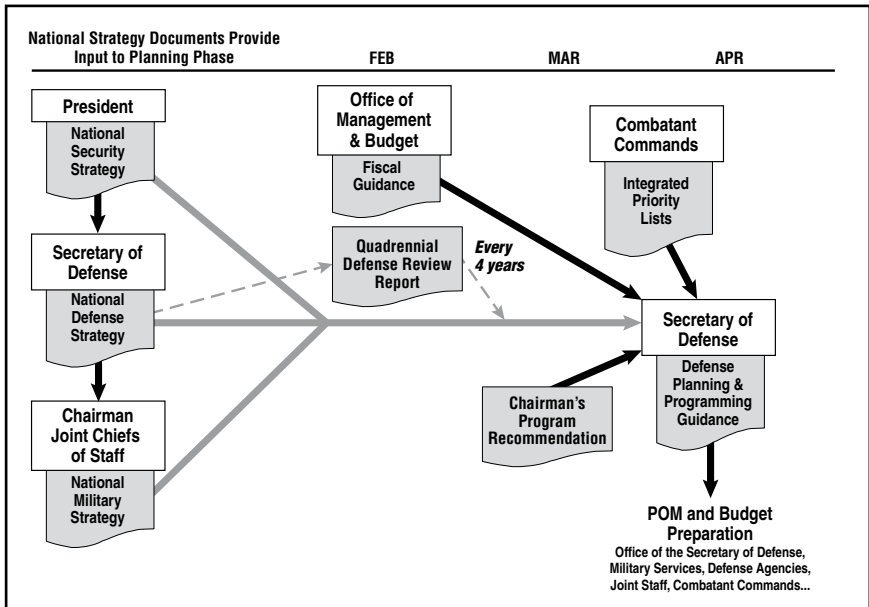 National Strategy Documents Provide
Input to Planning Phase
FEB
MAR
APR
President
National
Security
Strategy
Secretary of
Defense
National
Defense
Strategy
Chairman
Joint Chiefs
of Staff
National
Military
Strategy
Office of
Management
& Budget
Fiscal
Guidance
Quadrennial
Defense Review
Report
Every
4 years
Chairman's
Program
Recommendation
Combatant
Commands
Integrated
Priority
Lists
Secretary of
Defense
Defense
Planning &
Programming
Guidance
POM and Budget
Preparation
Office of the Secretary of Defense,
Military Services, Defense Agencies,
Joint Staff, Combatant Commands...